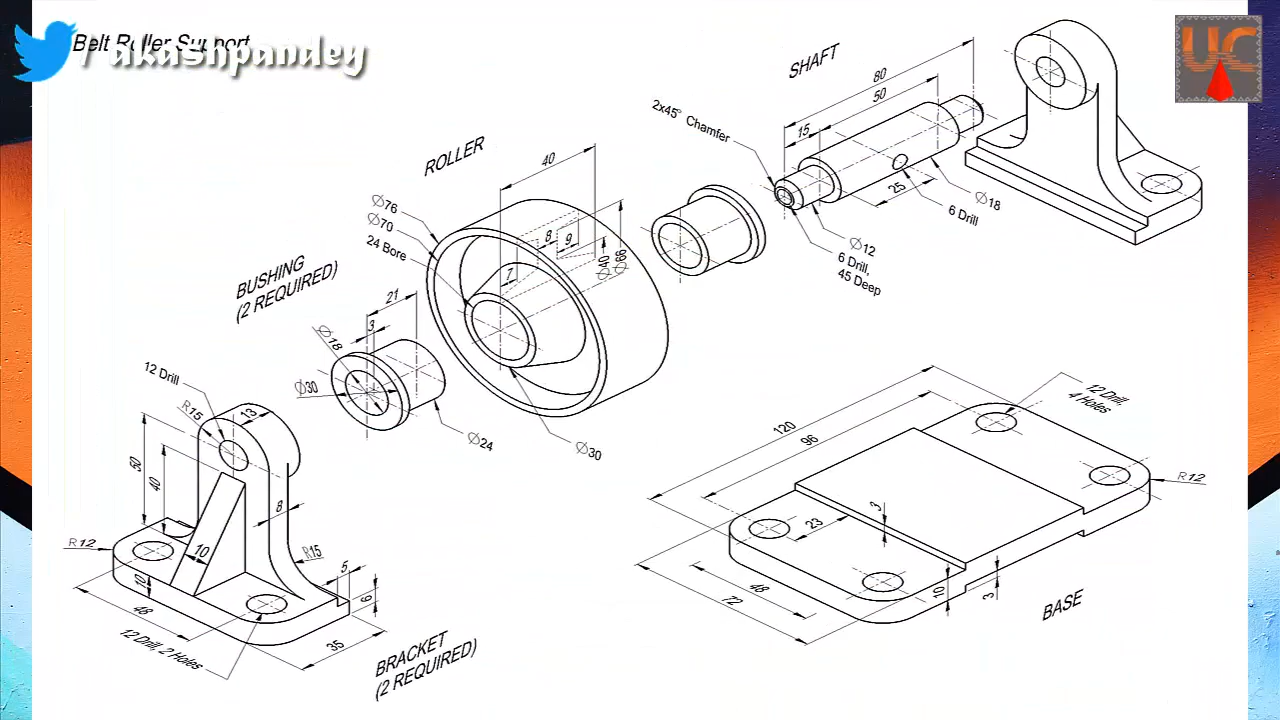 Belt Roller Support
/ akashpandey
UC
SHAFT
80
50
15
2x45° Chamfer
25
Ø18
6 Drill
Ø12
6 Drill,
45 Deep
ROLLER
40
Ø76
Ø70
24 Bore
8
9
7
Ø40
Ø66
Ø30
BUSHING
(2 REQUIRED)
21
3
Ø18
Ø30
Ø24
12 Drill
R15
13
50
40
8
R12
10
R15
5
10
6
48
35
12 Drill, 2 Holes
BRACKET
(2 REQUIRED)
12 Drill,
4 Holes
120
96
R12
3
23
48
72
10
3
BASE